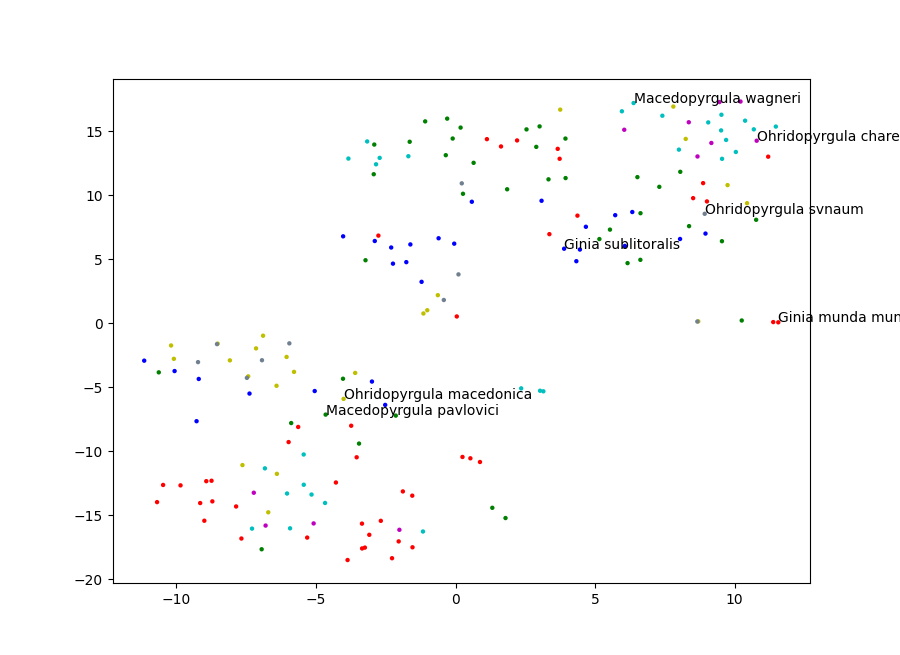 Macedopyrgula wagneri
Ohridopyrgula chare
Ohridopyrgula svnaum
Ginia sublitoralis
Ginia munda mun
Ohridopyrgula macedonica
Macedopyrgula pavlovici
15
10
5
0
−5
−10
−15
−20
−10
−5
0
5
10